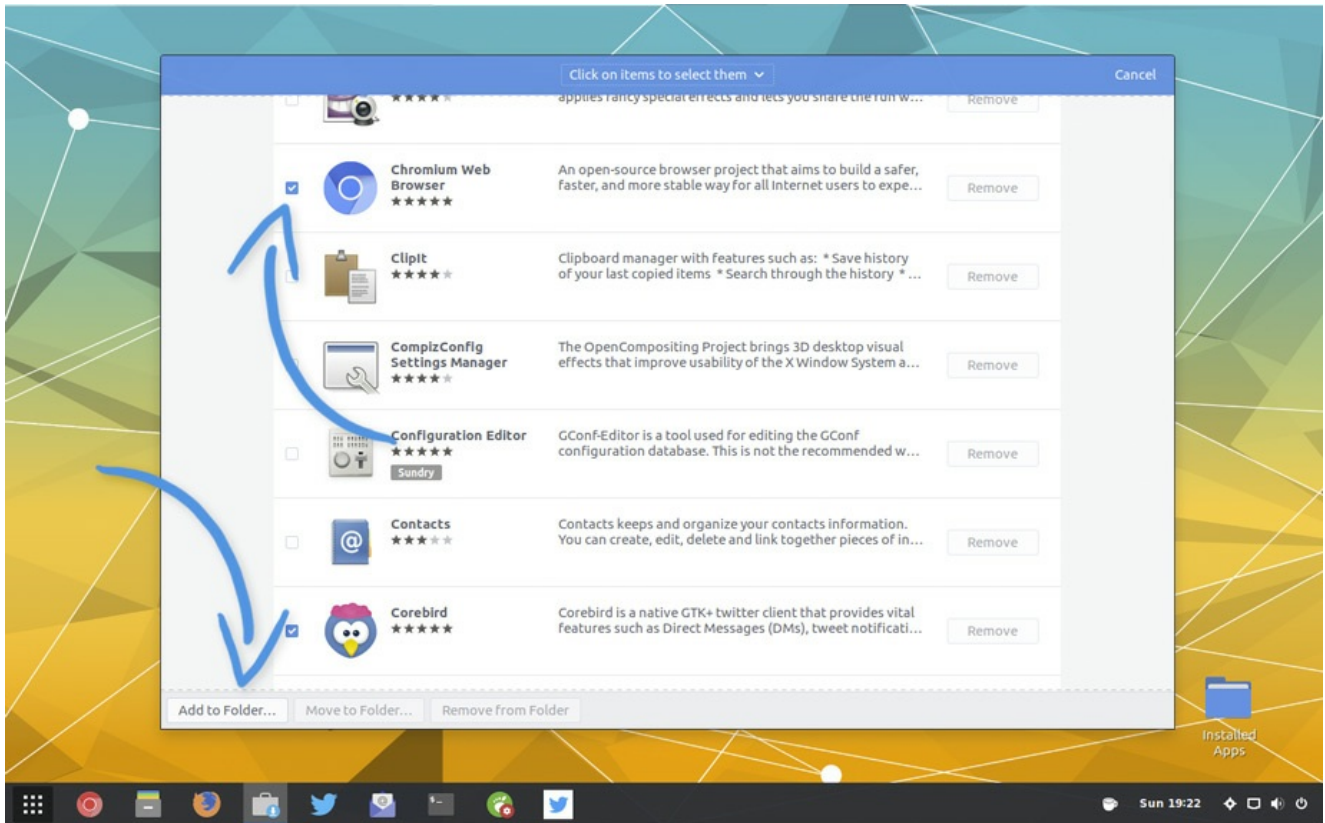 Click on items to select them
Cancel
applies fancy special effects and lets you share the fun w...
Remove
Chromium Web
Browser
An open-source browser project that aims to build a safer,
faster, and more stable way for all Internet users to expe...
Remove
ClipIt
Clipboard manager with features such as: * Save history
of your last copied items * Search through the history * ...
Remove
CompizConfig
Settings Manager
The OpenCompositing Project brings 3D desktop visual
effects that improve usability of the X Window System a...
Remove
Configuration Editor
Sundry
GConf-Editor is a tool used for editing the GConf
configuration database. This is not the recommended w...
Remove
Contacts
Contacts keeps and organize your contacts information.
You can create, edit, delete and link together pieces of in...
Remove
Corebird
Corebird is a native GTK+ twitter client that provides vital
features such as Direct Messages (DMs), tweet notificati...
Remove
Add to Folder...
Move to Folder...
Remove from Folder
Installed
Apps
Sun 19:22